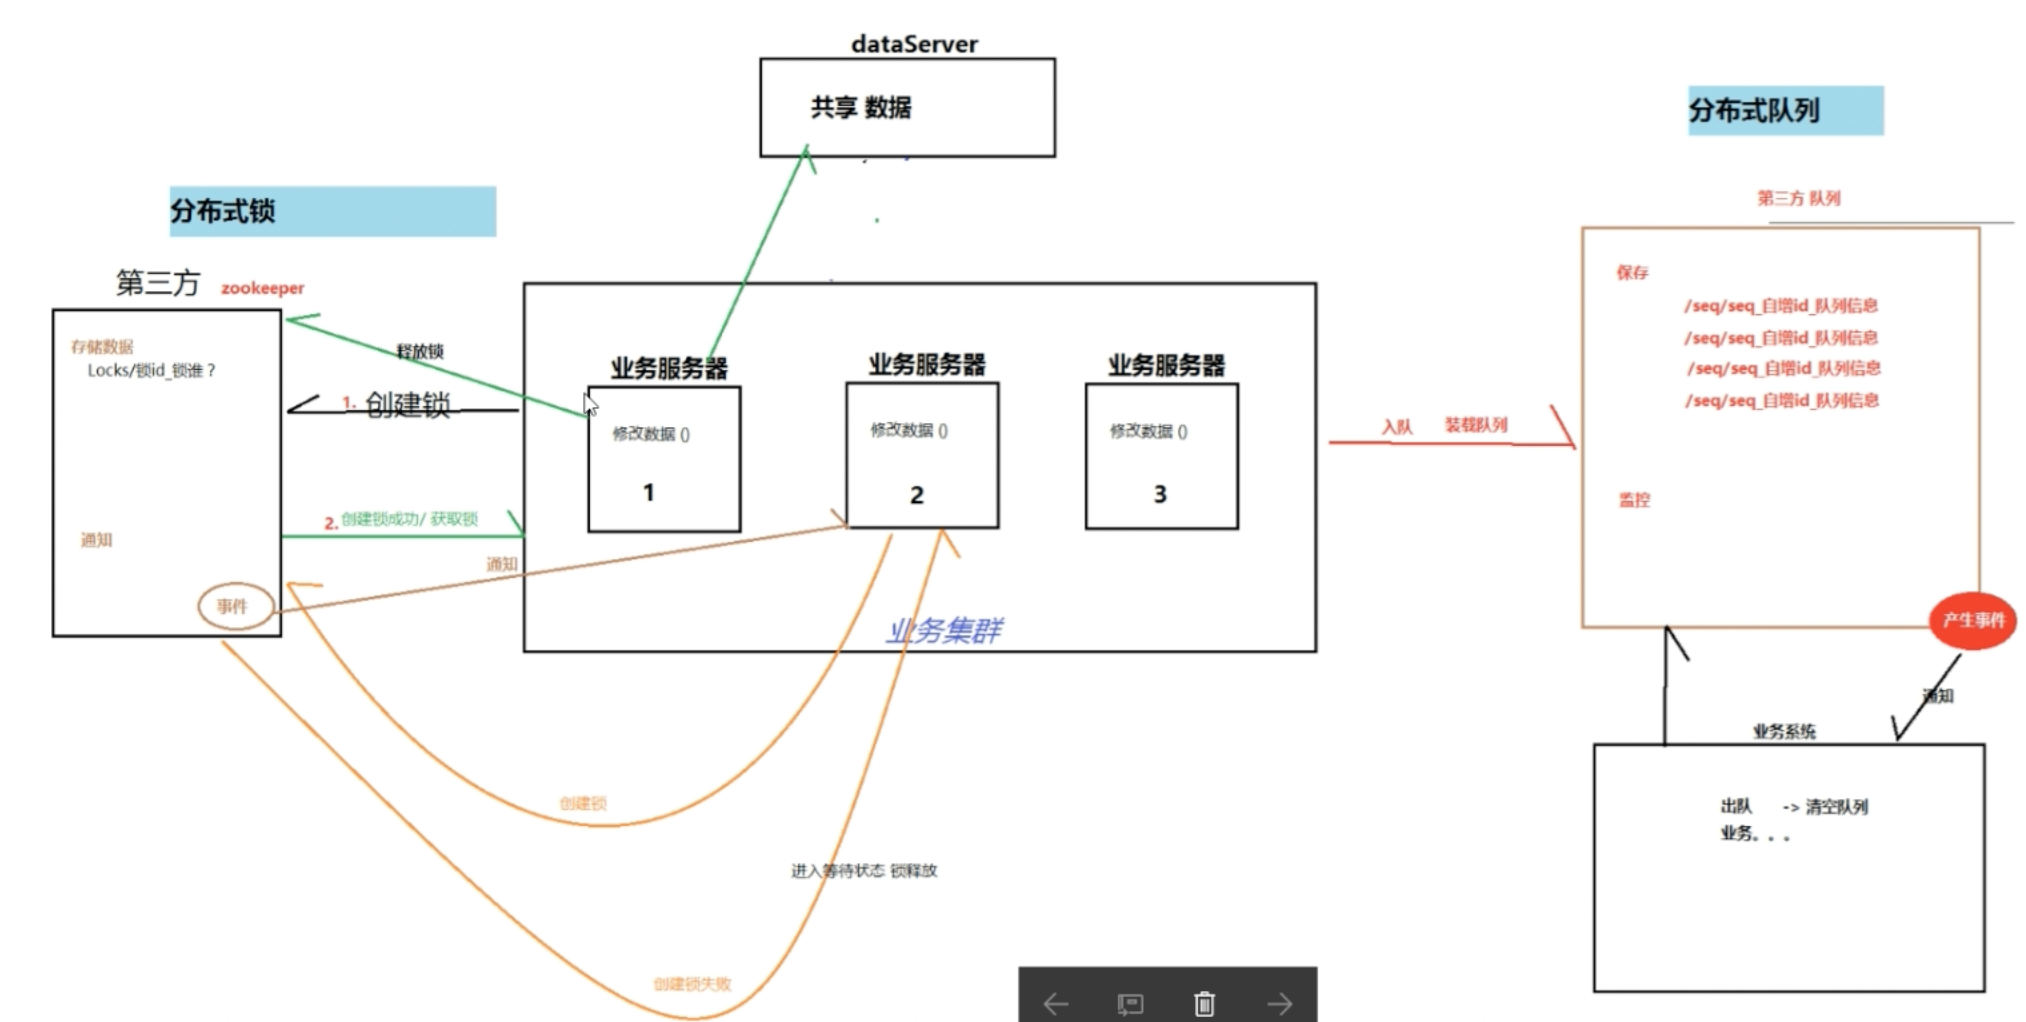 dataServer
共享 数据
分布式队列
分布式锁
第三方 队列
第三方 zookeeper
保存
/seq/seq_自增id_队列信息
/seq/seq_自增id_队列信息
/seq/seq_自增id_队列信息
/seq/seq_自增id_队列信息
监控
产生事件
存储数据
Locks/锁id_锁谁？
通知
事件
释放锁
1. 创建锁
2. 创建锁成功/ 获取锁
通知
业务服务器
修改数据 ()
1
业务服务器
修改数据 ()
2
业务服务器
修改数据 ()
3
业务集群
入队 装载队列
通知
业务系统
出队 -> 清空队列
业务。。。
创建锁
进入等待状态 锁释放
创建锁失败